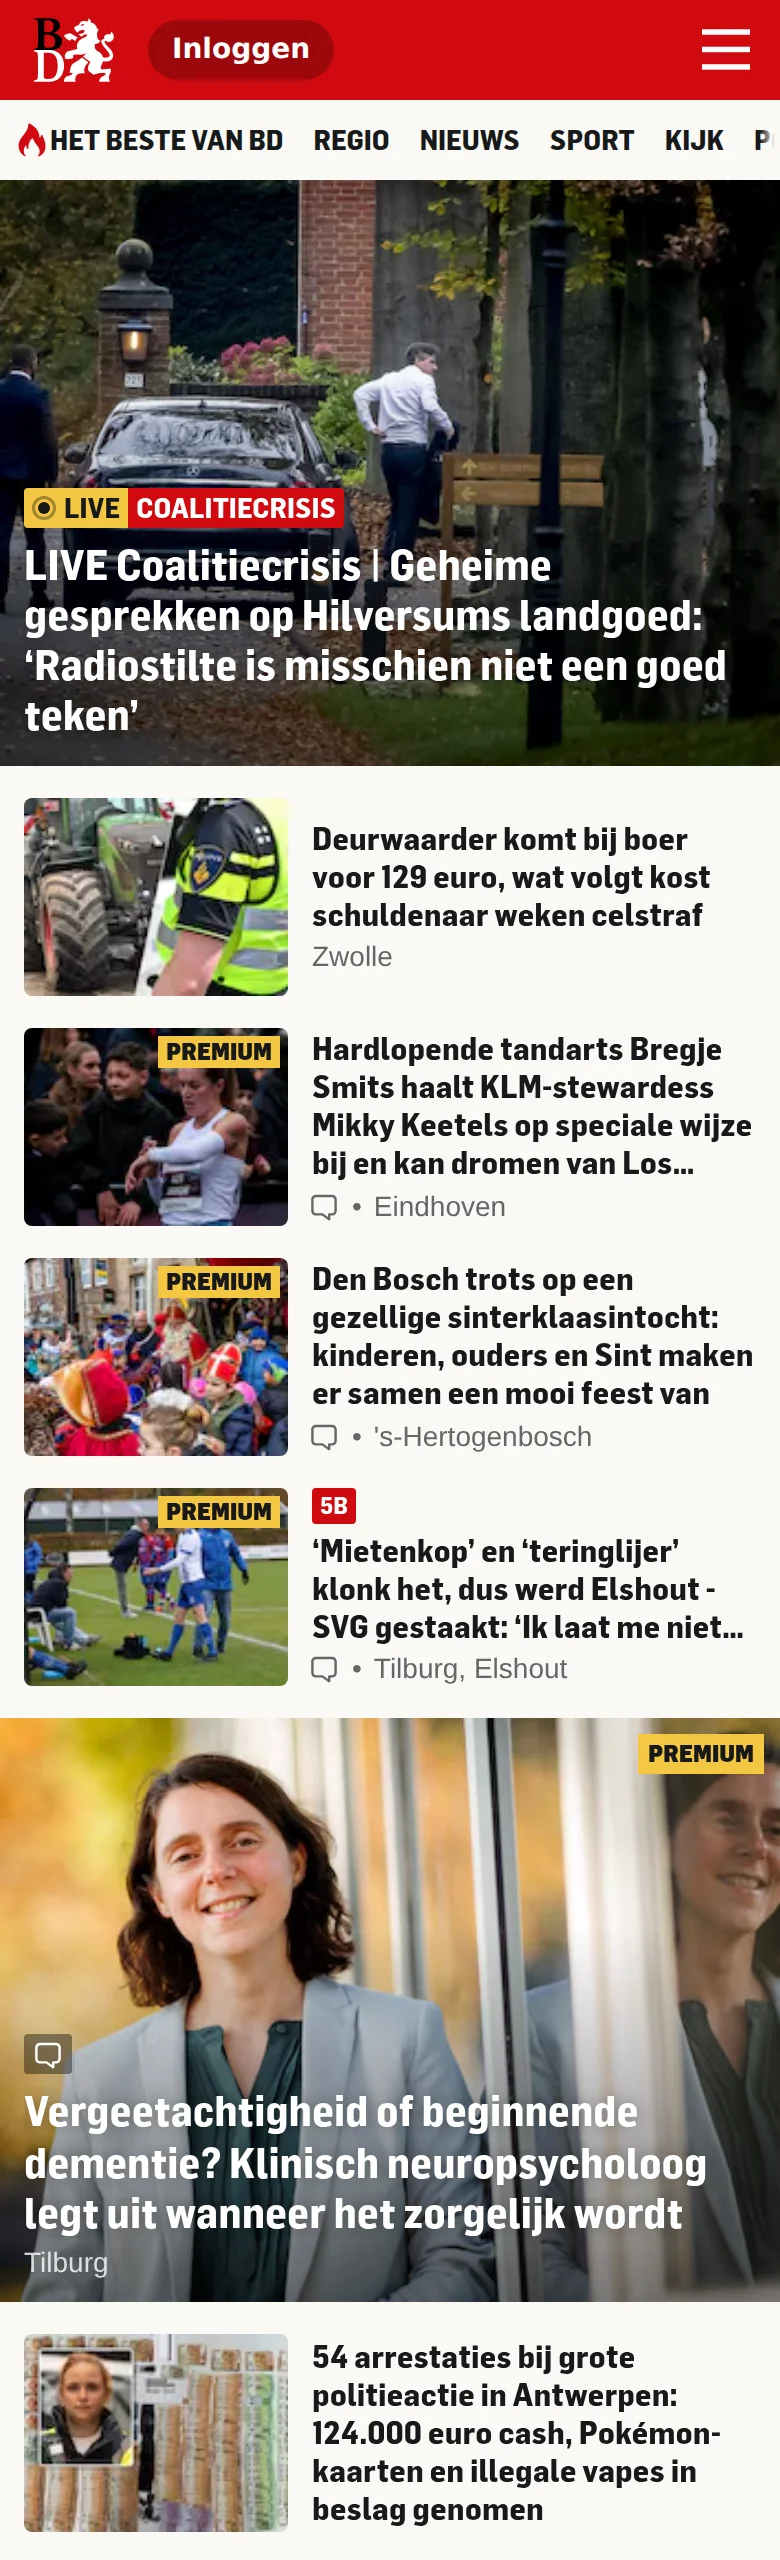 BD
Inloggen
HET BESTE VAN BD REGIO NIEUWS SPORT KIJK
225
LIVE COALITIECRISIS
LIVE Coalitiecrisis | Geheime
gesprekken op Hilversums landgoed:
‘Radiostilte is misschien niet een goed
teken’
Deurwaarder komt bij boer
voor 129 euro, wat volgt kost
schuldenaar weken celstraf
Zwolle
PREMIUM
Hardlopende tandarts Bregje
Smits haalt KLM-stewardess
Mikky Keetels op speciale wijze
bij en kan dromen van Los...
• Eindhoven
PREMIUM
Den Bosch trots op een
gezellige sinterklaasintocht:
kinderen, ouders en Sint maken
er samen een mooi feest van
• 's-Hertogenbosch
PREMIUM
5B
‘Mietenkop’ en ‘teringlijer’
klonk het, dus werd Elshout -
SVG gestaakt: ‘Ik laat me niet...
• Tilburg, Elshout
PREMIUM
Vergeetachtigheid of beginnende
dementie? Klinisch neuropsycholoog
legt uit wanneer het zorgelijk wordt
Tilburg
54 arrestaties bij grote
politieactie in Antwerpen:
124.000 euro cash, Pokémon-
kaarten en illegale vapes in
beslag genomen